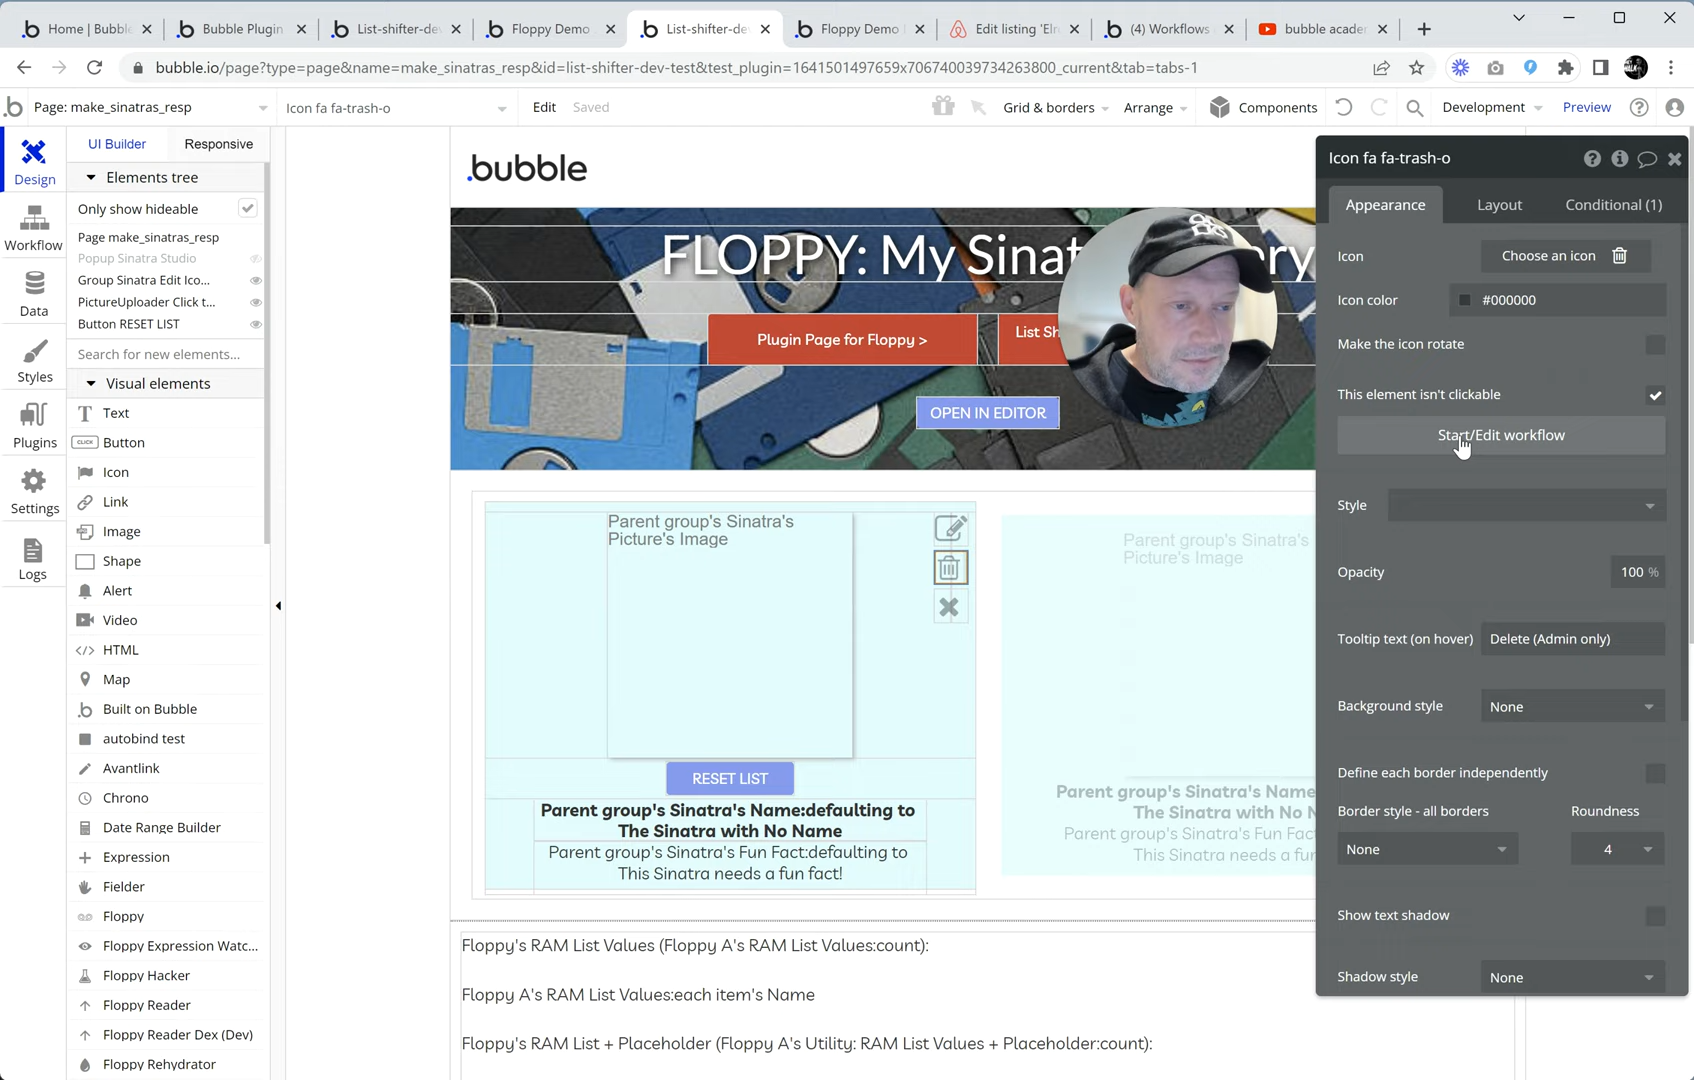 Home | Bubble
Bubble Plugin
List-shifter-dev
Floppy Demo
List-shifter-dev
Floppy Demo
Edit listing 'Eln
(4) Workflows
bubble acader
bubble.io/page?type=page&name=make_sinatras_resp&id=list-shifter-dev-test&test_plugin=1641501497659x706740039734263800_current&tab=tabs-1
Page: make_sinatras_resp
Icon fa fa-trash-o
Edit
Saved
Grid & borders
Arrange
Components
Development
Preview
Design
Workflow
Data
Styles
Plugins
Settings
Logs
UI Builder
Responsive
Elements tree
Only show hideable
Page make_sinatras_resp
Popup Sinatra Studio
Group Sinatra Edit Ico...
PictureUploader Click t...
Button RESET LIST
Search for new elements...
Visual elements
Text
CLICK
Button
Icon
Link
Image
Shape
Alert
Video
HTML
Map
Built on Bubble
autobind test
Avantlink
Chrono
Date Range Builder
Expression
Fielder
Floppy
Floppy Expression Watc...
Floppy Hacker
Floppy Reader
Floppy Reader Dex (Dev)
Floppy Rehydrator
.bubble
FLOPPY: My Sinat
ery
Plugin Page for Floppy >
List Sh
OPEN IN EDITOR
Parent group's Sinatra's
Picture's Image
RESET LIST
Parent group's Sinatra's Name:defaulting to
The Sinatra with No Name
Parent group's Sinatra's Fun Fact:defaulting to
This Sinatra needs a fun fact!
Parent group's Sinatra's
Picture's Image
Parent group's Sinatra's Name
The Sinatra with No N
Parent group's Sinatra's Fun Fact
This Sinatra needs a fur
Floppy's RAM List Values (Floppy A's RAM List Values:count):
Floppy A's RAM List Values:each item's Name
Floppy's RAM List + Placeholder (Floppy A's Utility: RAM List Values + Placeholder:count):
Icon fa fa-trash-o
Appearance
Layout
Conditional (1)
Icon
Choose an icon
Icon color
#000000
Make the icon rotate
This element isn't clickable
Start/Edit workflow
Style
Opacity
100 %
Tooltip text (on hover)
Delete (Admin only)
Background style
None
Define each border independently
Border style - all borders
Roundness
None
4
Show text shadow
Shadow style
None